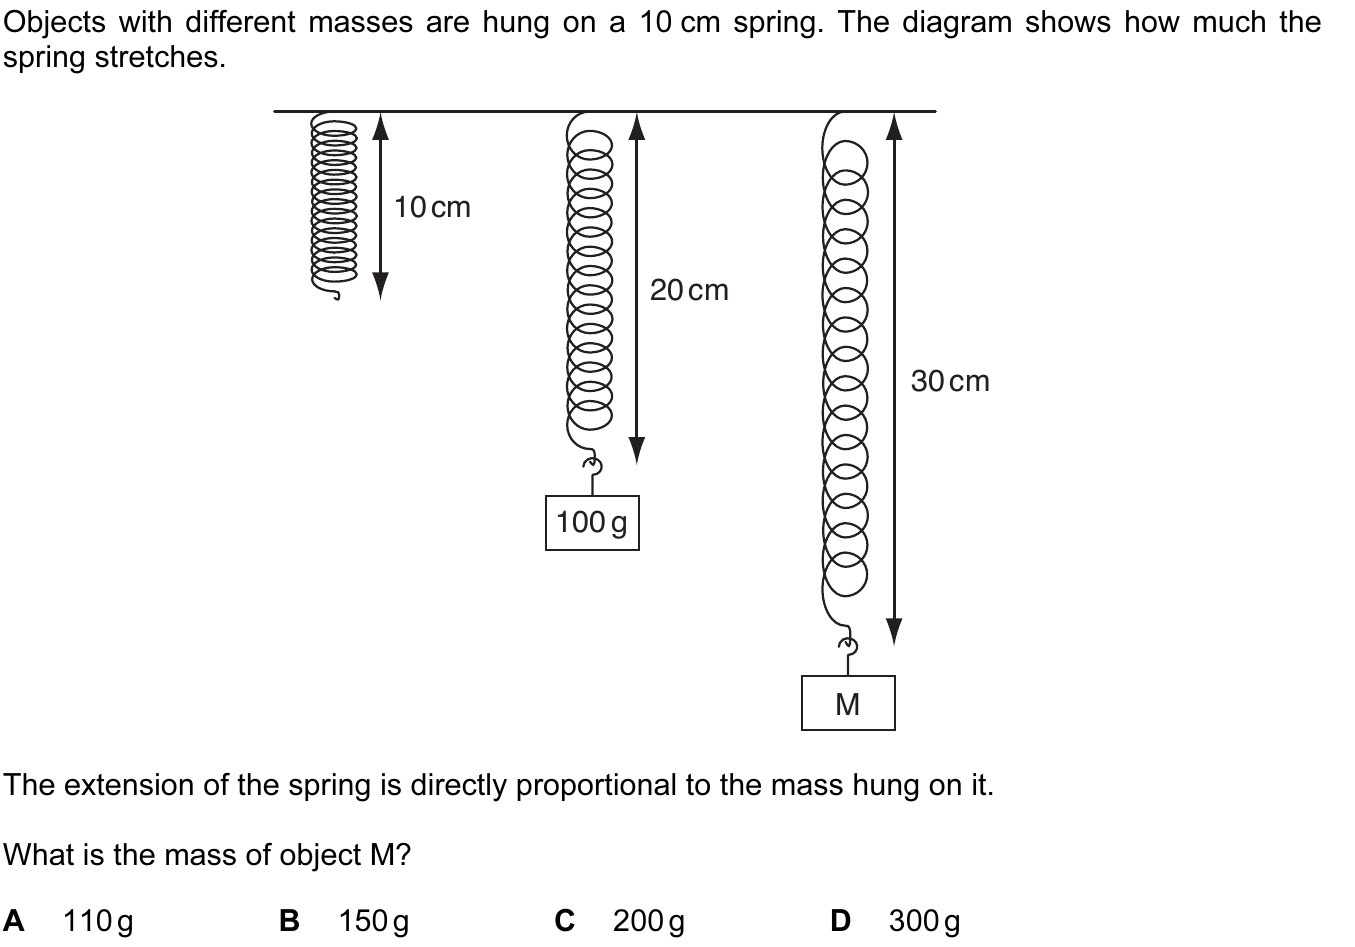 Objects with different masses are hung on a 10 cm spring. The diagram shows how much the
spring stretches.
10 cm
20 cm
30 cm
100 g
M
The extension of the spring is directly proportional to the mass hung on it.
What is the mass of object M?
A 110 g B 150 g C 200 g D 300 g